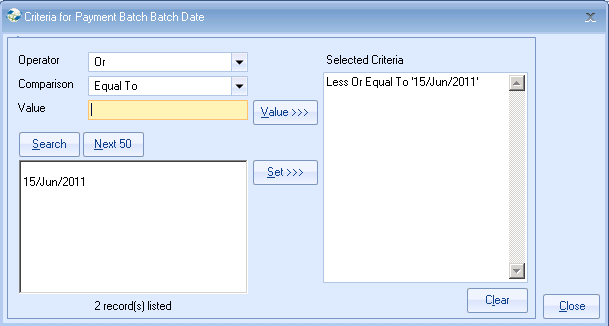 Criteria for Payment Batch Batch Date
Operator
Or
Comparison
Equal To
Value
Value >>>
Search
Next 50
15/Jun/2011
Set >>>
2 record(s) listed
Selected Criteria
Less Or Equal To '15/Jun/2011'
Clear
Close